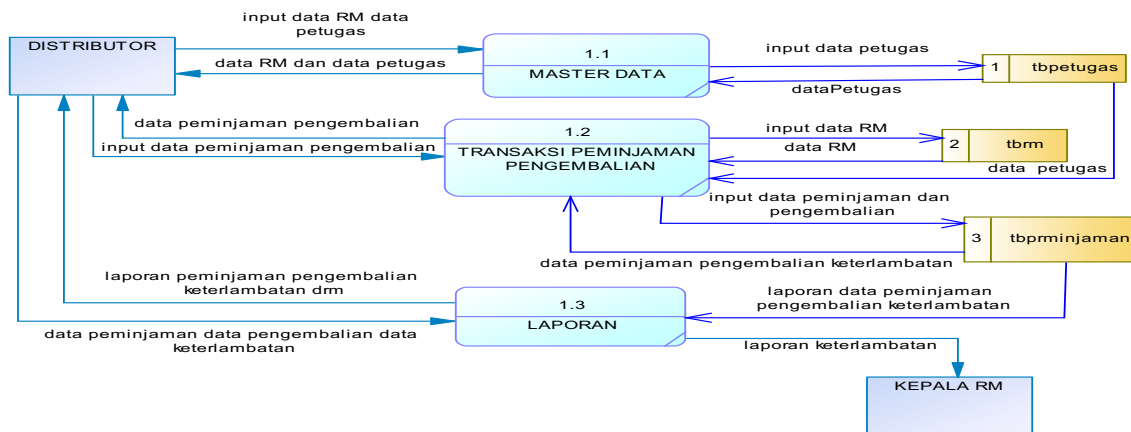 input data RM data
petugas
DISTRIBUTOR
data RM dan data petugas
1.1
MASTER DATA
input data petugas
1 tbpetugas
dataPetugas
data peminjaman pengembalian
input data peminjaman pengembalian
1.2
TRANSAKSI PEMINJAMAN
PENGEMBALIAN
input data RM
2 tbrm
data RM
data petugas
input data peminjaman dan
pengembalian
3 tbprminjaman
data peminjaman pengembalian keterlambatan
laporan peminjaman pengembalian
keterlambatan drm
1.3
LAPORAN
laporan data peminjaman
pengembalian keterlambatan
data peminjaman data pengembalian data
keterlambatan
laporan keterlambatan
KEPALA RM